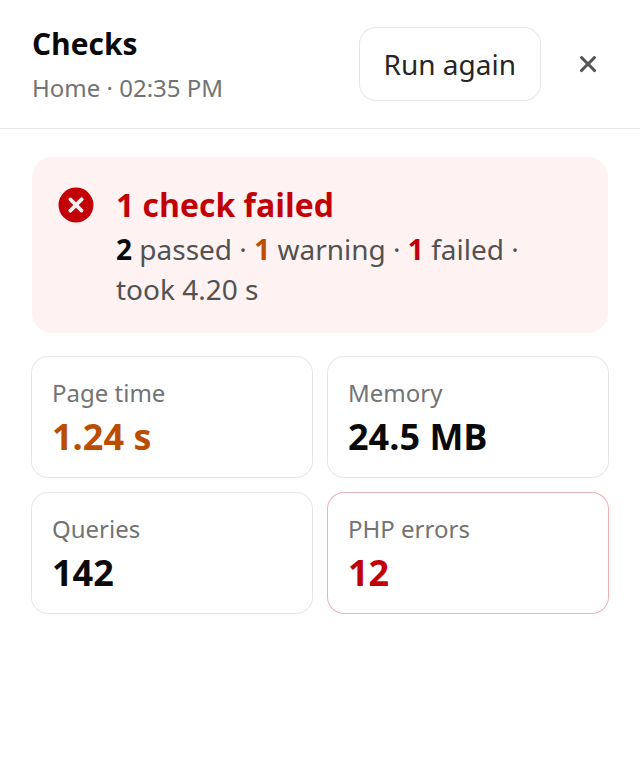 Checks
Home · 02:35 PM
Run again
1 check failed
2 passed · 1 warning · 1 failed ·
took 4.20 s
Page time
1.24 s
Memory
24.5 MB
Queries
142
PHP errors
12